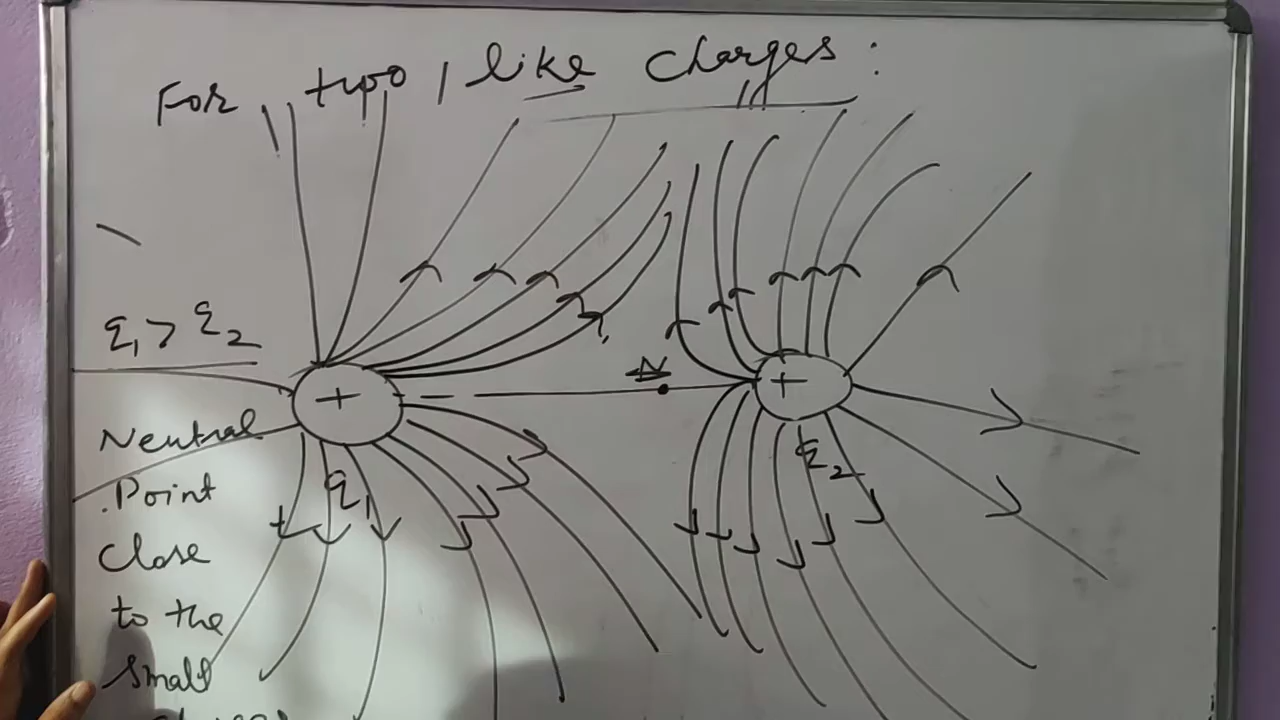 For two, like charges:
q₁ > q₂
+
+
N
q₁
q₂
Neutral
Point
Close
to the
small